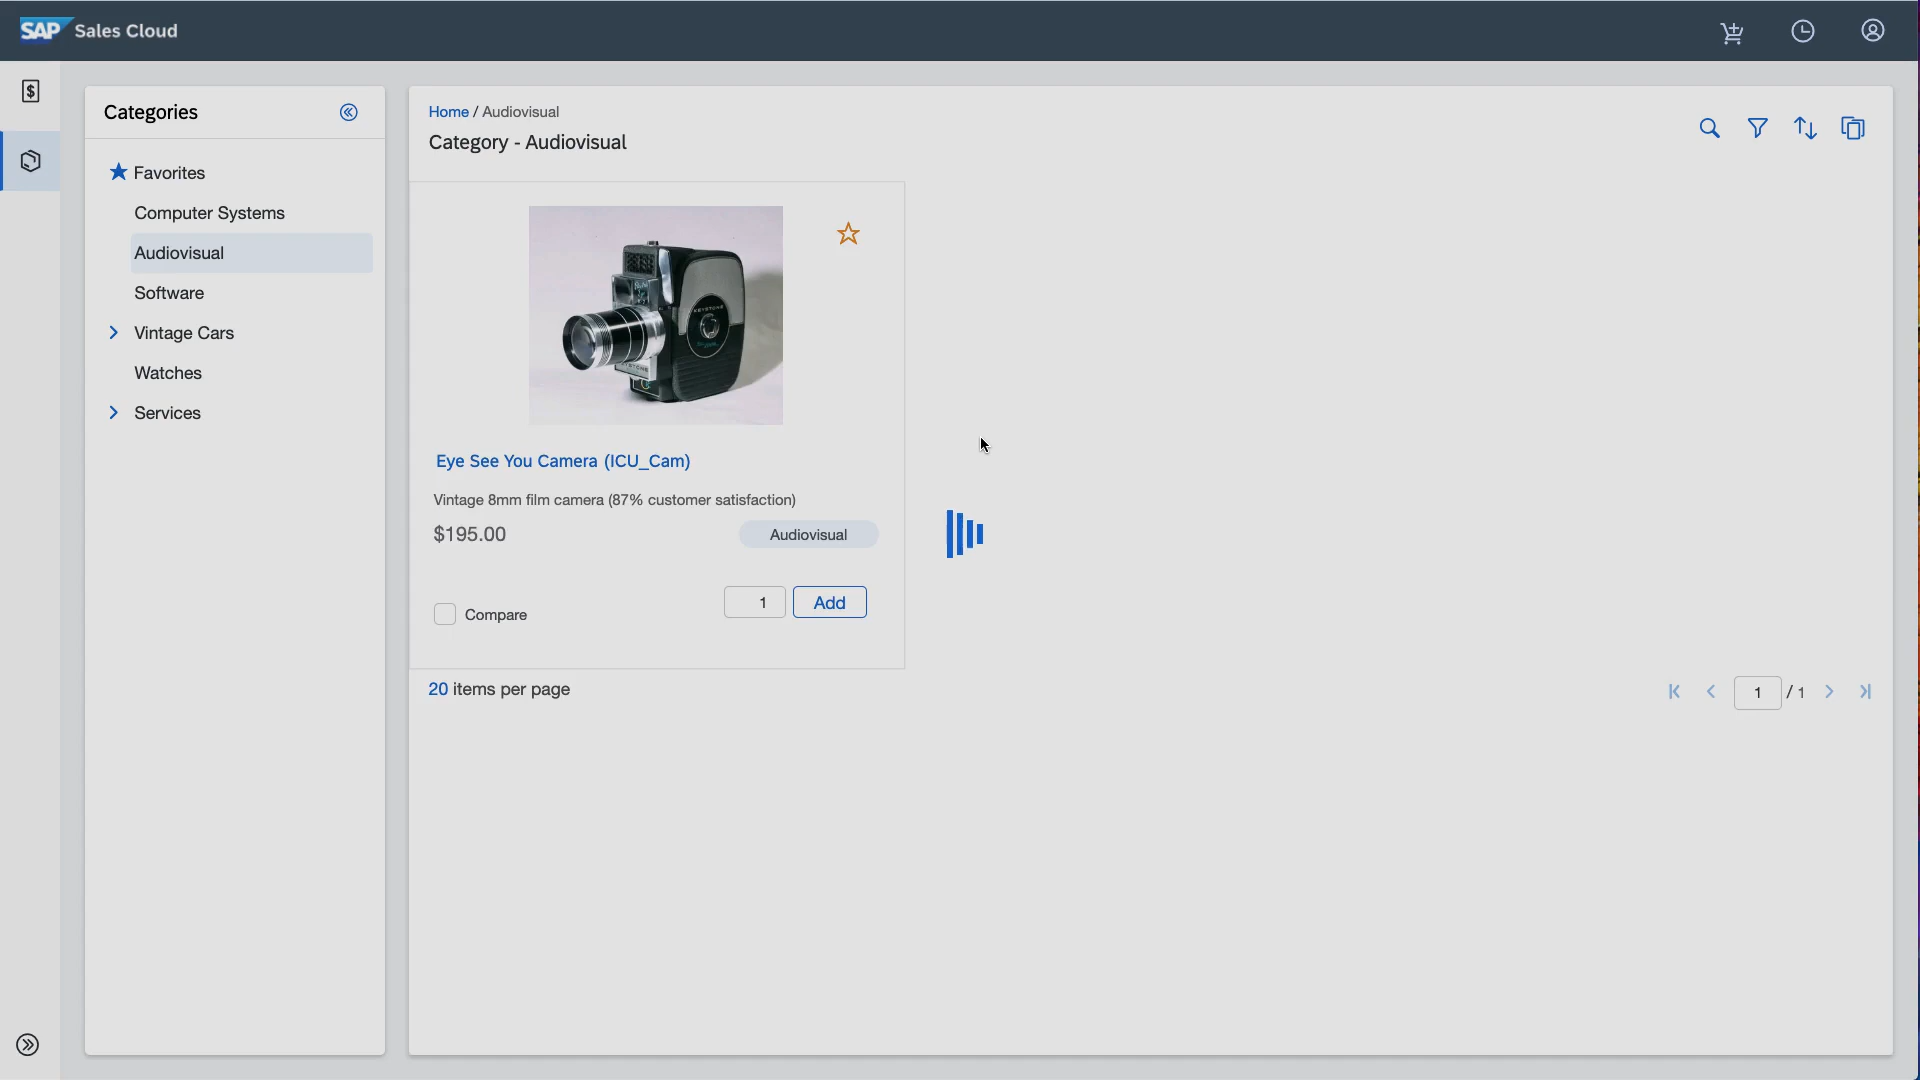 SAP Sales Cloud
Categories
Favorites
Computer Systems
Audiovisual
Software
Vintage Cars
Watches
Services
Home / Audiovisual
Category - Audiovisual
KEYSTONE
Eye See You Camera (ICU_Cam)
Vintage 8mm film camera (87% customer satisfaction)
$195.00
Audiovisual
Compare
1
Add
20 items per page
1 / 1